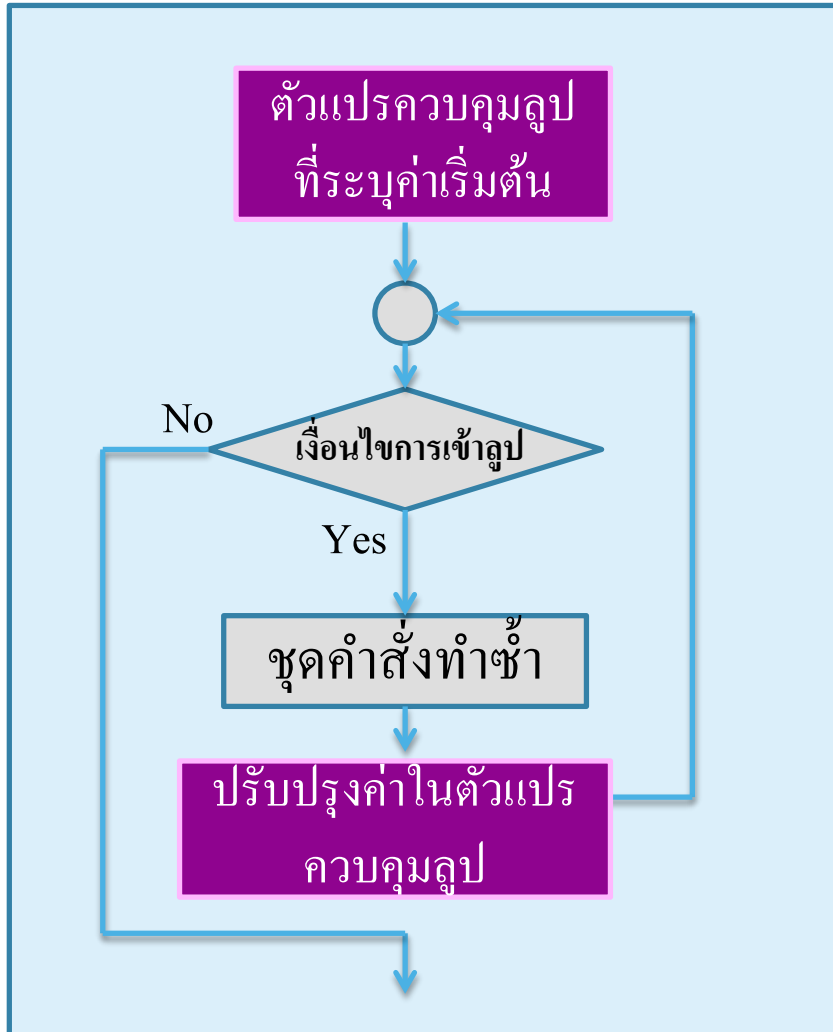 ตัวแปรควบคุมลูป
ที่ระบุค่าเริ่มต้น
No
เงื่อนไขการเข้าลูป
Yes
ชุดคำสั่งทำซ้ำ
ปรับปรุงค่าในตัวแปร
ควบคุมลูป